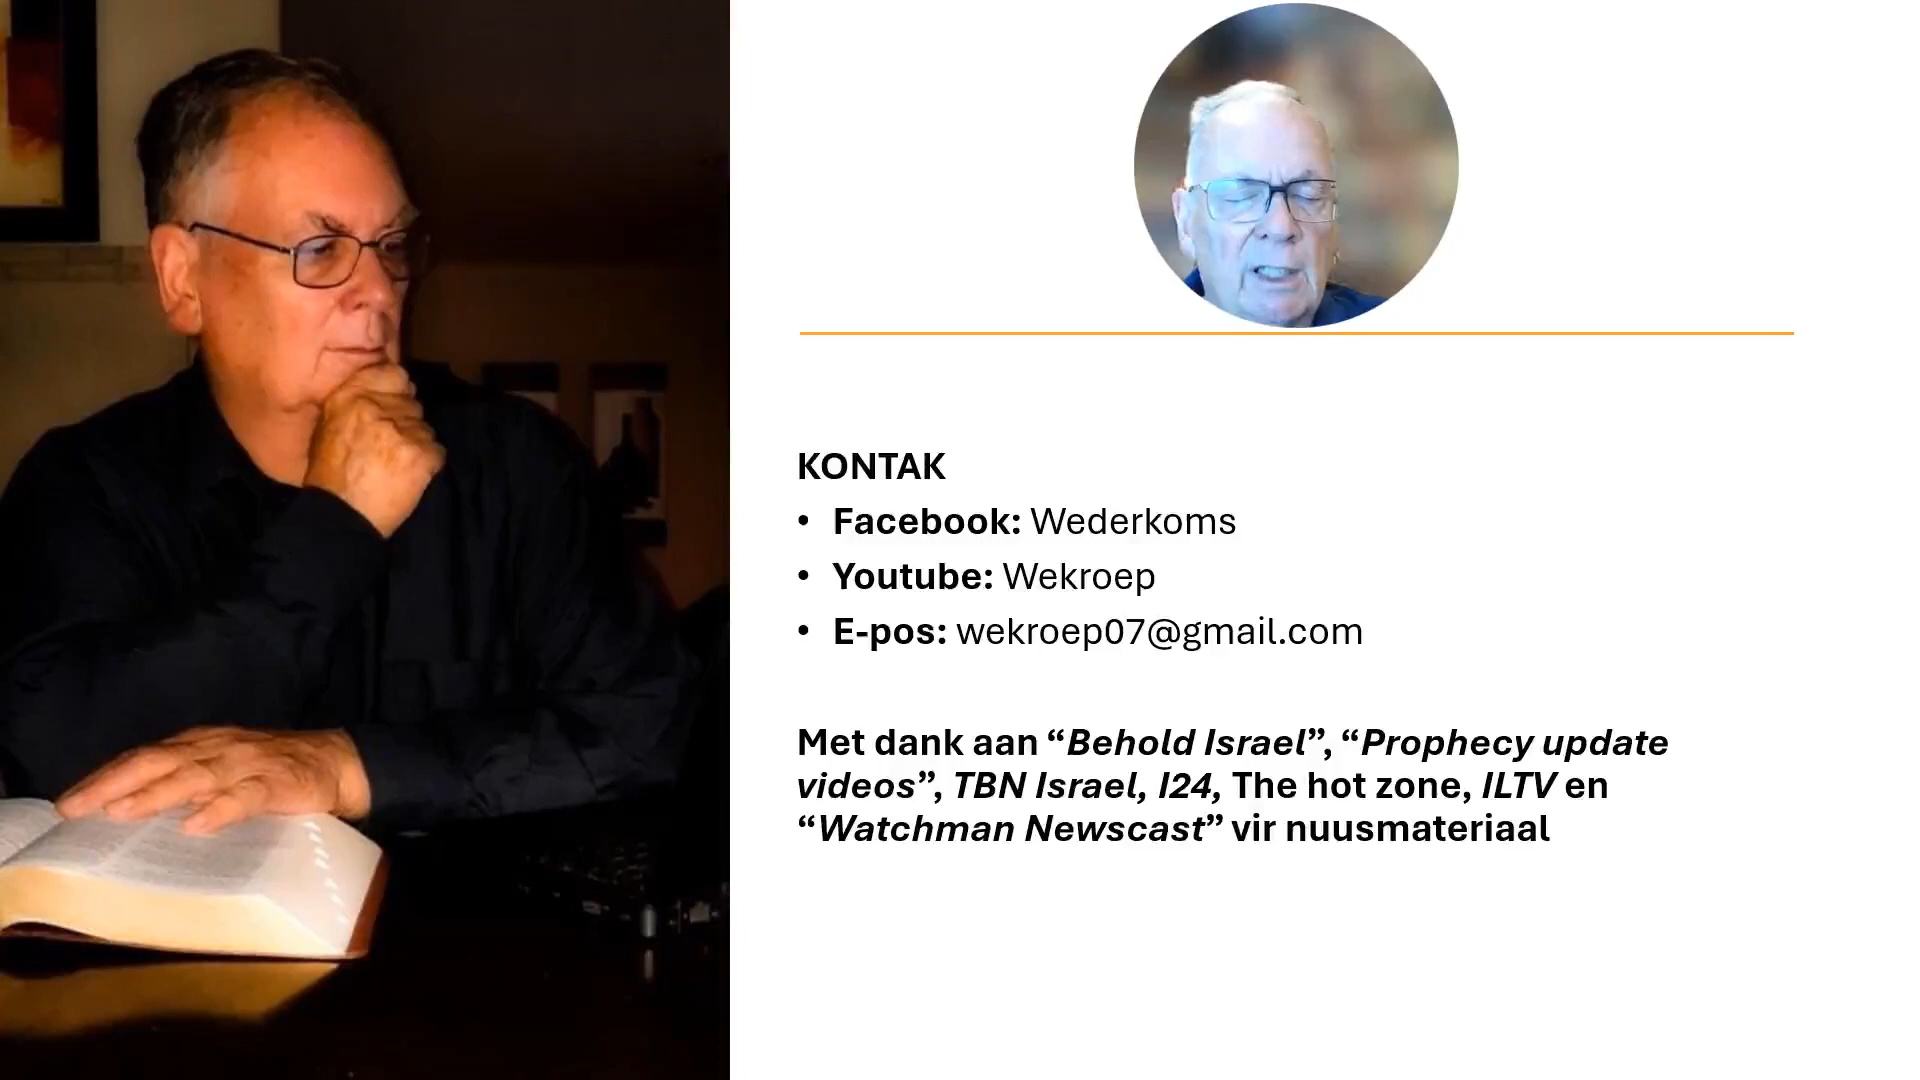 KONTAK
• Facebook: Wederkoms
• Youtube: Wekroep
• E-pos: wekroep07@gmail.com
Met dank aan “Behold Israel”, “Prophecy update
videos”, TBN Israel, I24, The hot zone, ILTV en
“Watchman Newscast” vir nuusmateriaal